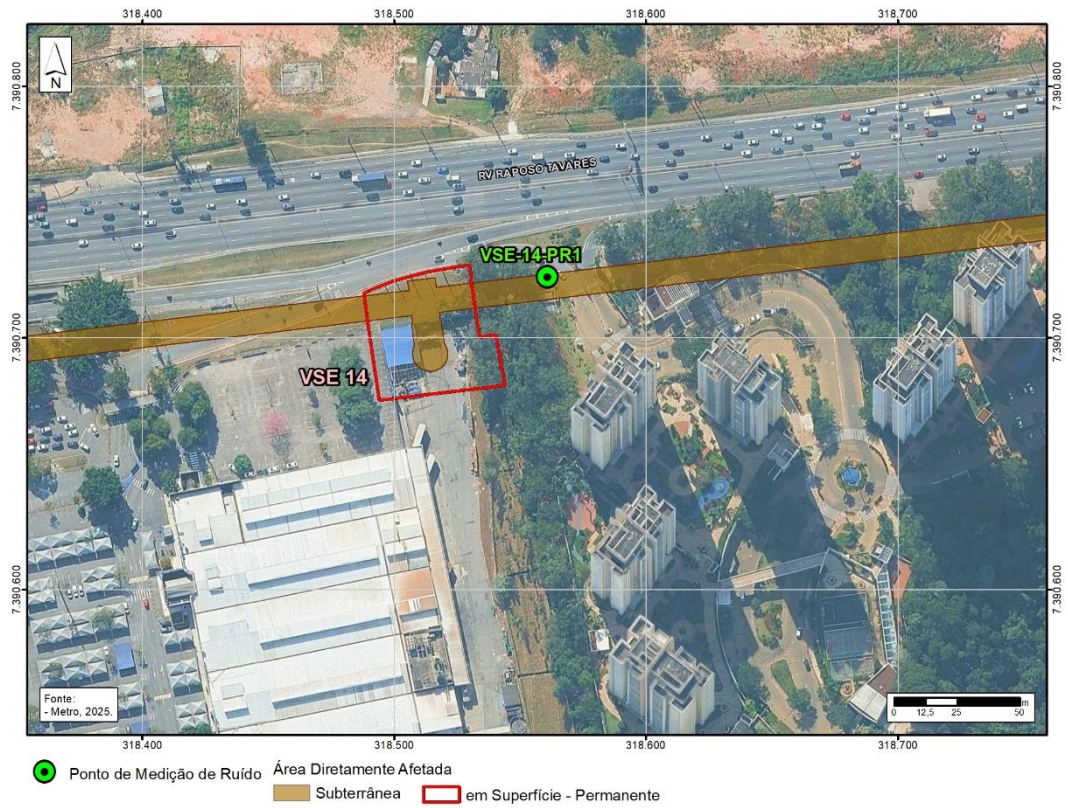 318.400 318.500 318.600 318.700
N
7.390.800 7.390.800
RV RAPOSO TAVARES
VSE-14-PR1
7.390.700 7.390.700
VSE 14
7.390.600 7.390.600
Fonte:
- Metro, 2025.
m
0 12,5 25 50
318.400 318.500 318.600 318.700
Ponto de Medição de Ruído Área Diretamente Afetada
Subterrânea em Superfície - Permanente